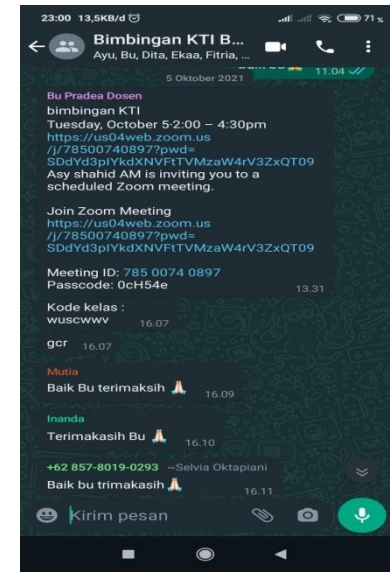 23:00 13,5KB/d 71%
Bimbingan KTI B...
Ayu, Bu, Dita, Ekaa, Fitria, ...
11.04
5 Oktober 2021
Bu Pradea Dosen
bimbingan KTI
Tuesday, October 5·2:00 – 4:30pm
https://us04web.zoom.us
/j/78500740897?pwd=
SDdYd3pIYkdXNVFtTVMzaW4rV3ZxQT09
Asy shahid AM is inviting you to a
scheduled Zoom meeting.
Join Zoom Meeting
https://us04web.zoom.us
/j/78500740897?pwd=
SDdYd3pIYkdXNVFtTVMzaW4rV3ZxQT09
Meeting ID: 785 0074 0897
Passcode: 0cH54e
13.31
Kode kelas :
wuscwwv 16.07
gcr 16.07
Mutia
Baik Bu terimaksih 🙏🏻 16.09
Inanda
Terimakasih Bu 🙏🏻 16.10
+62 857-8019-0293 ~Selvia Oktapiani
Baik bu trimakasih 🙏🏻 16.11
Kirim pesan